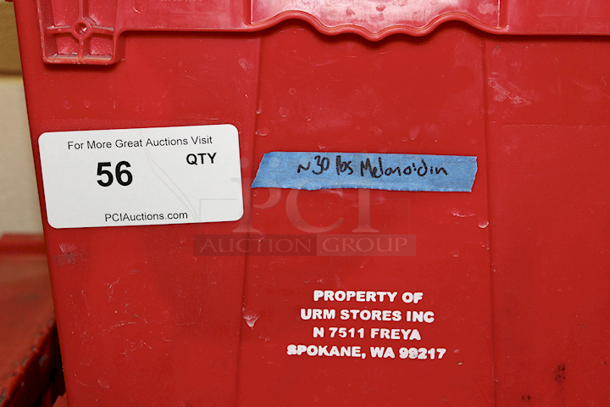 For More Great Auctions Visit
56 QTY
PCIAuctions.com
~30 lbs Melanoidin
PCI
AUCTION GROUP
PROPERTY OF
URM STORES INC
N 7511 FREYA
SPOKANE, WA 99217